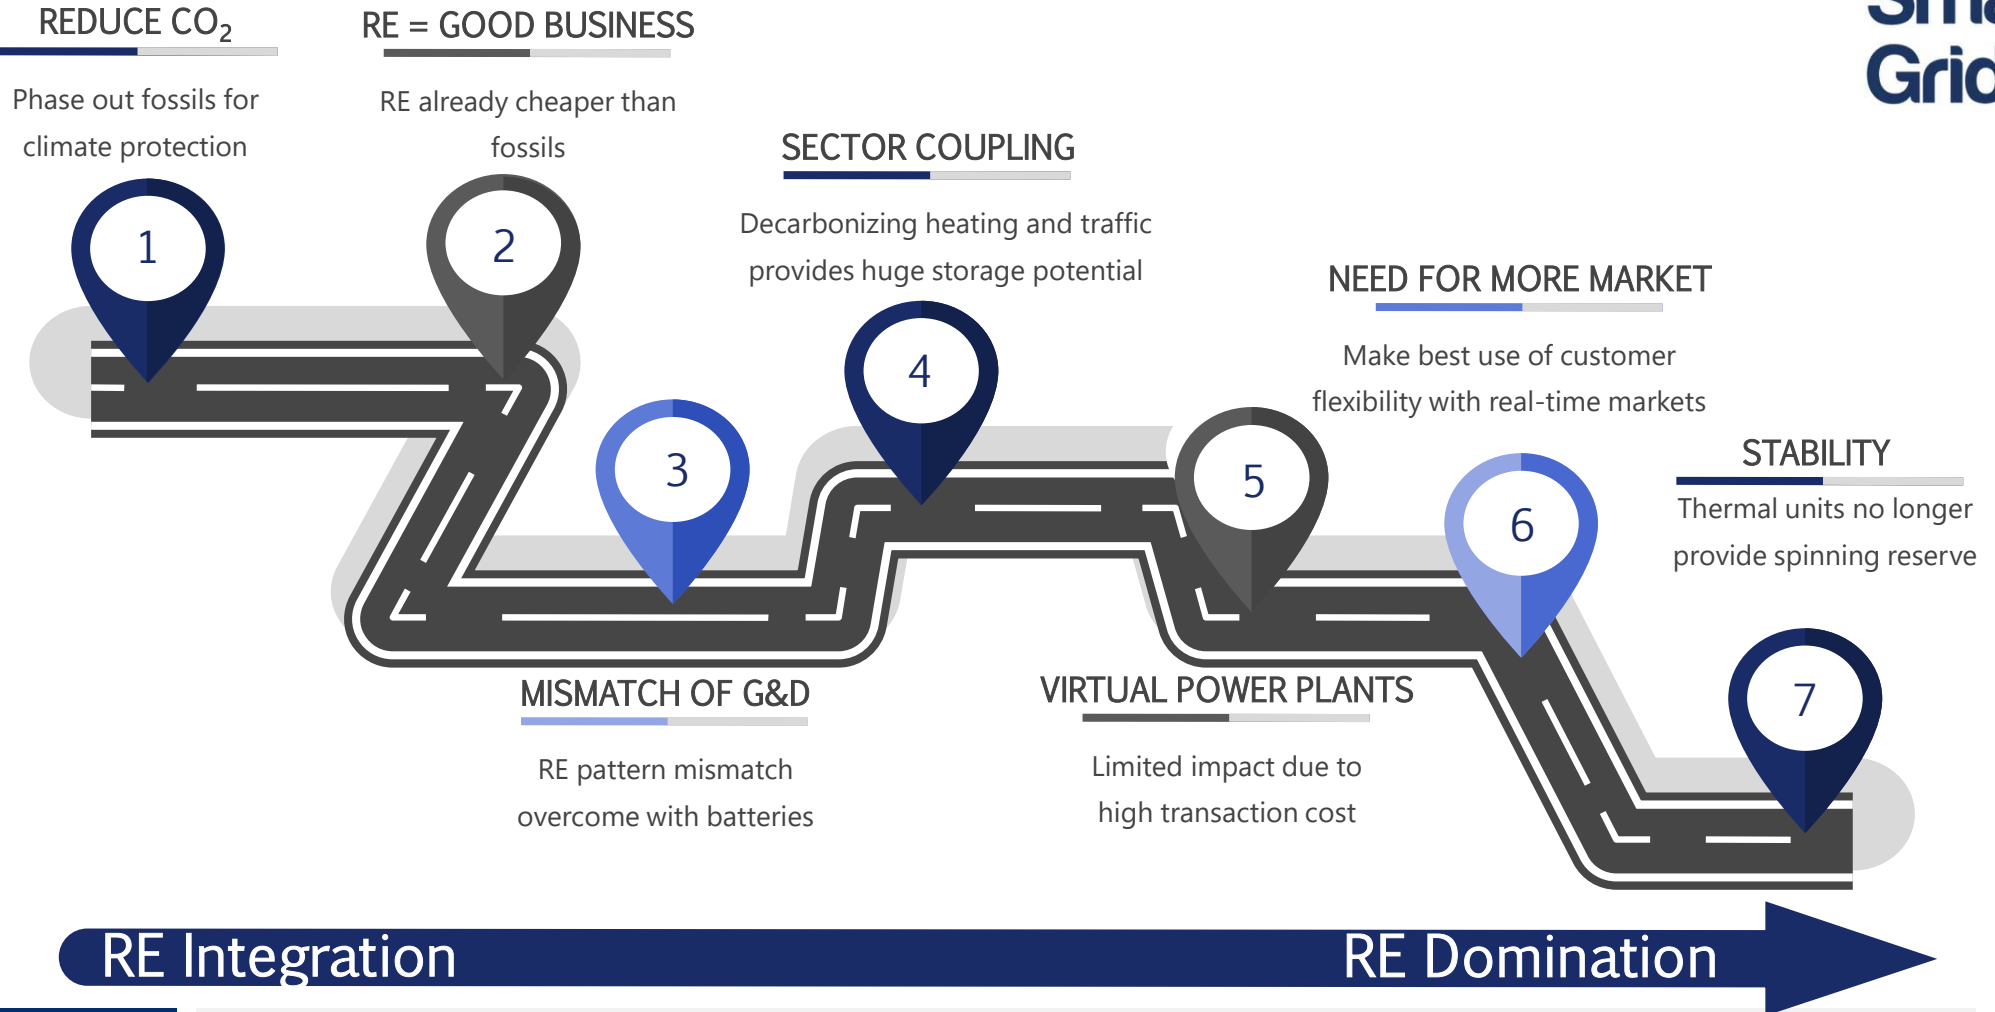 REDUCE CO₂
Phase out fossils for
climate protection
1
RE = GOOD BUSINESS
RE already cheaper than
fossils
2
3
MISMATCH OF G&D
RE pattern mismatch
overcome with batteries
SECTOR COUPLING
Decarbonizing heating and traffic
provides huge storage potential
4
5
VIRTUAL POWER PLANTS
Limited impact due to
high transaction cost
NEED FOR MORE MARKET
Make best use of customer
flexibility with real-time markets
6
STABILITY
Thermal units no longer
provide spinning reserve
7
RE Integration
RE Domination